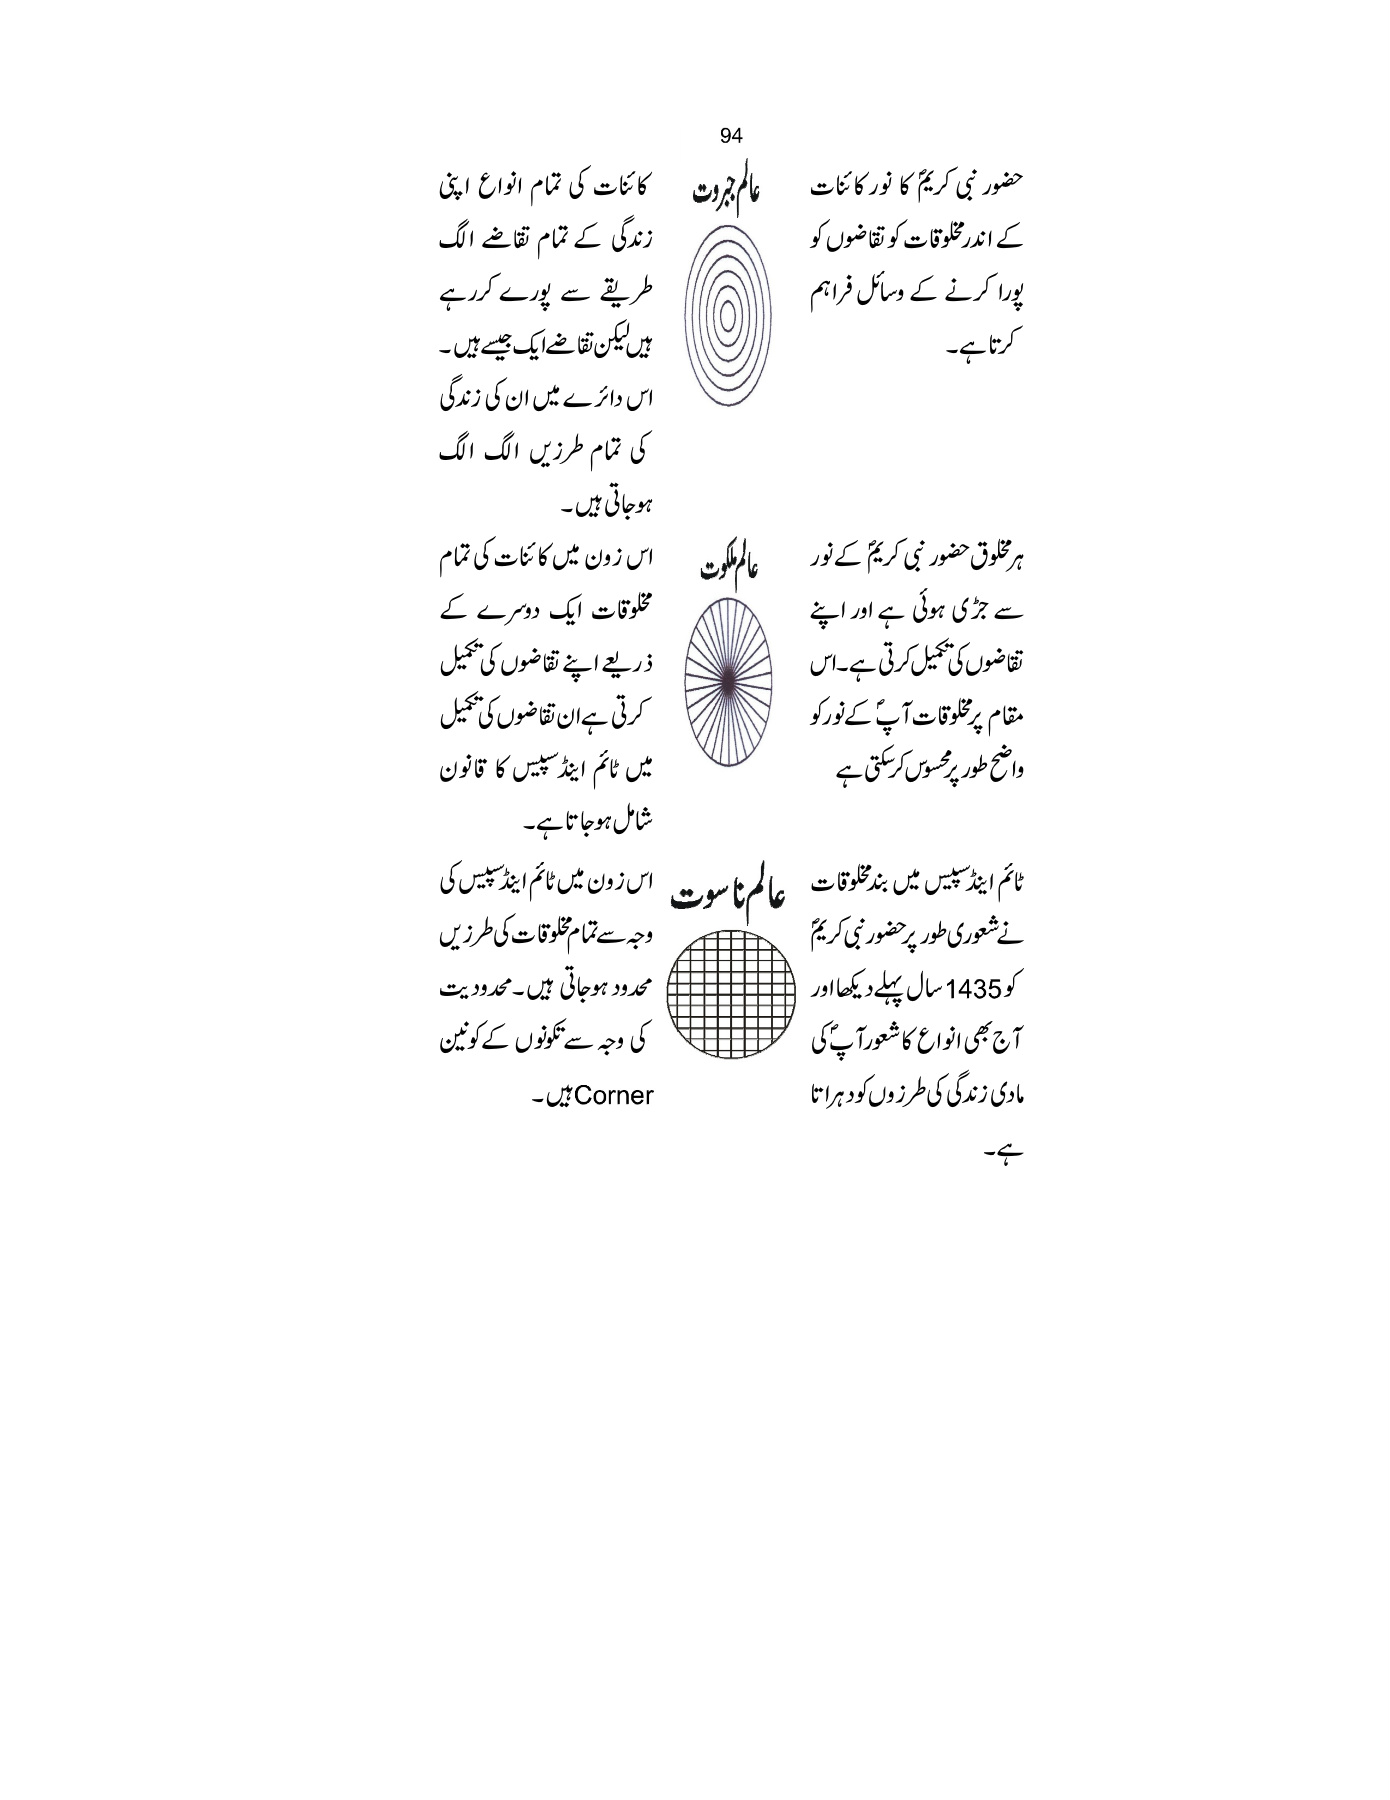 94
حضور نبی کریمؐ کا نور کائنات
کے اندر مخلوقات کو تقاضوں کو
پورا کرنے کے وسائل فراہم
کرتا ہے۔
عالم جبروت
کائنات کی تمام انواع اپنی
زندگی کے تمام تقاضے الگ
طریقے سے پورے کررہے
ہیں لیکن تقاضے ایک جیسے ہیں۔
اس دائرے میں ان کی زندگی
کی تمام طرزیں الگ الگ
ہوجاتی ہیں۔
ہر مخلوق حضور نبی کریمؐ کے نور
سے جڑی ہوئی ہے اور اپنے
تقاضوں کی تکمیل کرتی ہے۔اس
مقام پر مخلوقات آپؐ کے نور کو
واضح طور پر محسوس کرسکتی ہے
عالم ملکوت
اس زون میں کائنات کی تمام
مخلوقات ایک دوسرے کے
ذریعے اپنے تقاضوں کی تکمیل
کرتی ہے ان تقاضوں کی تکمیل
میں ٹائم اینڈ سپیس کا قانون
شامل ہوجاتا ہے۔
ٹائم اینڈ سپیس میں بند مخلوقات
نے شعوری طور پر حضور نبی کریمؐ
کو 1435 سال پہلے دیکھا اور
آج بھی انواع کا شعور آپؐ کی
مادی زندگی کی طرزوں کو دہراتا
ہے۔
عالم ناسوت
اس زون میں ٹائم اینڈ سپیس کی
وجہ سے تمام مخلوقات کی طرزیں
محدود ہوجاتی ہیں۔محدودیت
کی وجہ سے تکونوں کے کونین
Corner ہیں۔